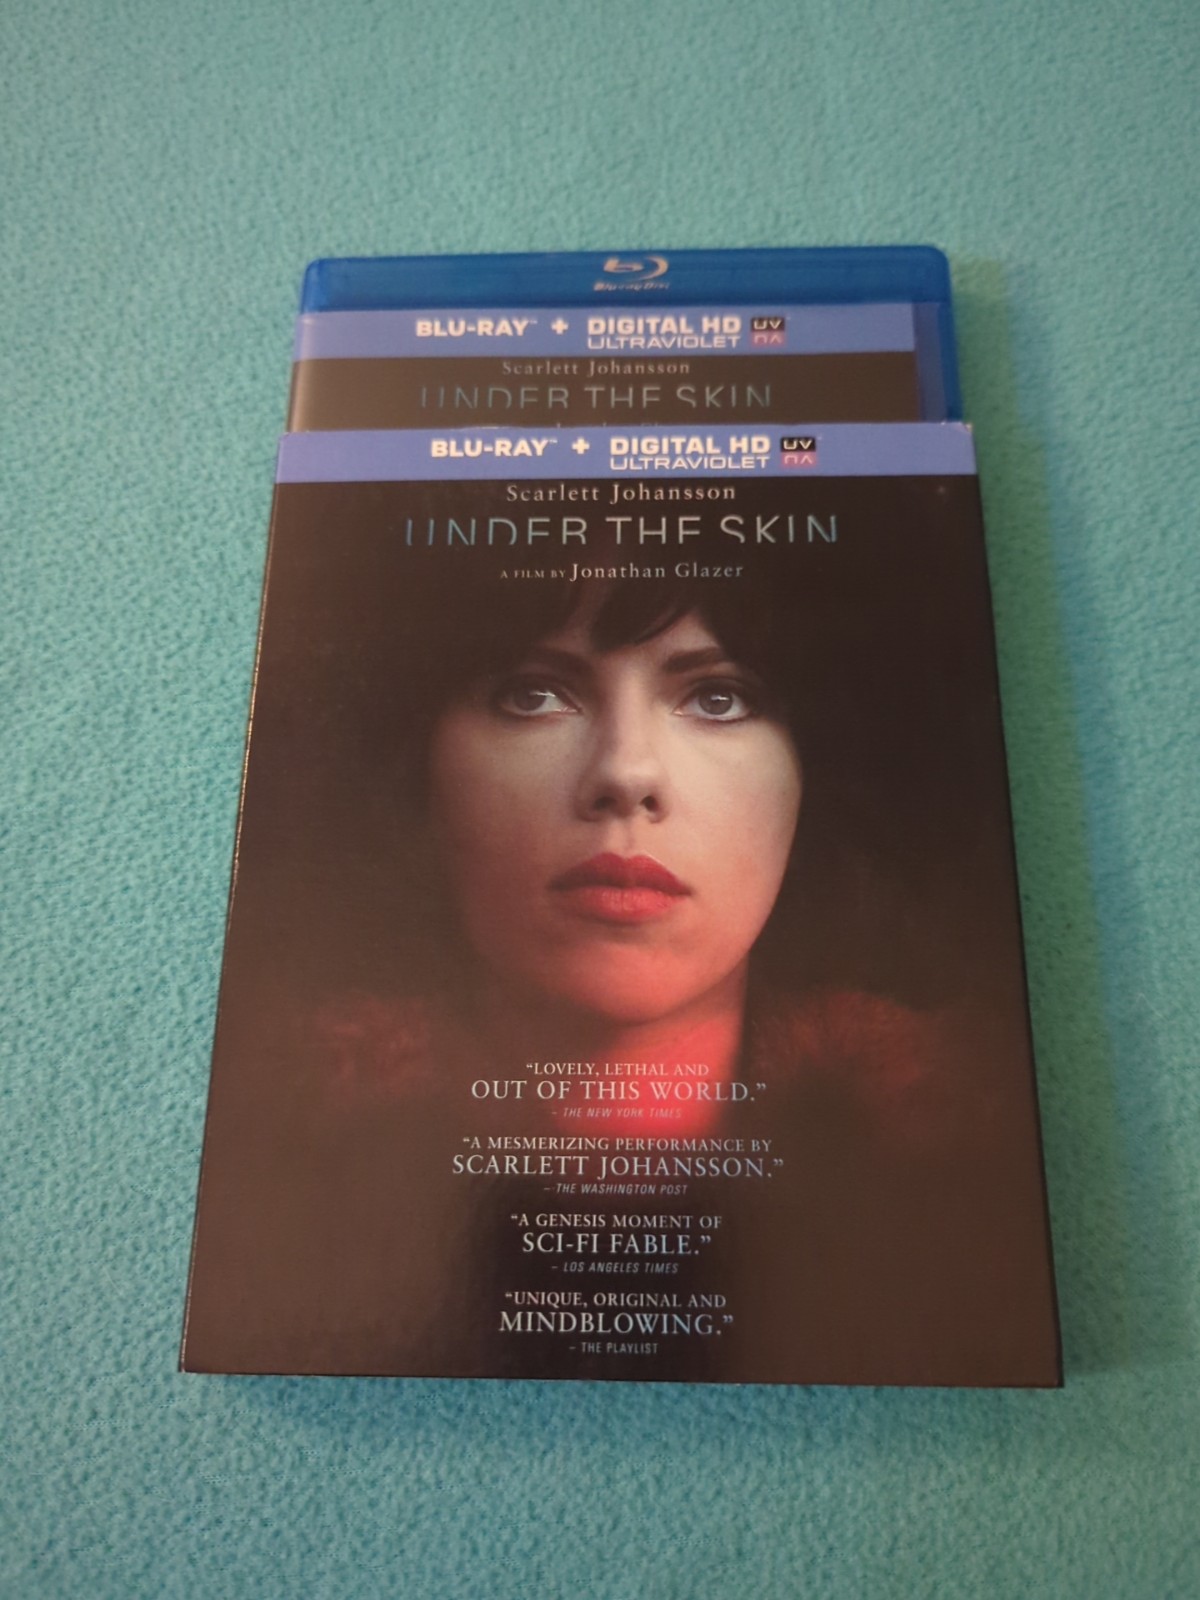 Blu-ray Disc
BLU-RAY™ + DIGITAL HD UV
ULTRAVIOLET
Scarlett Johansson
UNDER THE SKIN
BLU-RAY™ + DIGITAL HD UV
ULTRAVIOLET
Scarlett Johansson
UNDER THE SKIN
A FILM BY Jonathan Glazer
“LOVELY, LETHAL AND
OUT OF THIS WORLD.”
– THE NEW YORK TIMES
“A MESMERIZING PERFORMANCE BY
SCARLETT JOHANSSON.”
– THE WASHINGTON POST
“A GENESIS MOMENT OF
SCI-FI FABLE.”
– LOS ANGELES TIMES
“UNIQUE, ORIGINAL AND
MINDBLOWING.”
– THE PLAYLIST